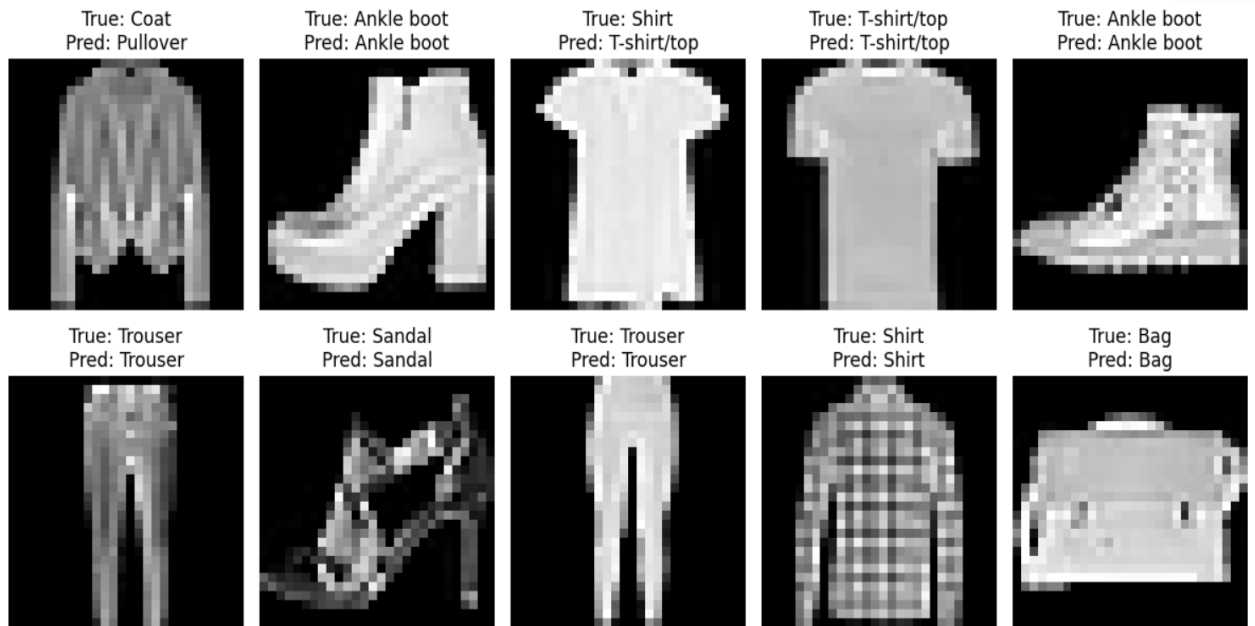 True: Coat
Pred: Pullover
True: Ankle boot
Pred: Ankle boot
True: Shirt
Pred: T-shirt/top
True: T-shirt/top
Pred: T-shirt/top
True: Ankle boot
Pred: Ankle boot
True: Trouser
Pred: Trouser
True: Sandal
Pred: Sandal
True: Trouser
Pred: Trouser
True: Shirt
Pred: Shirt
True: Bag
Pred: Bag